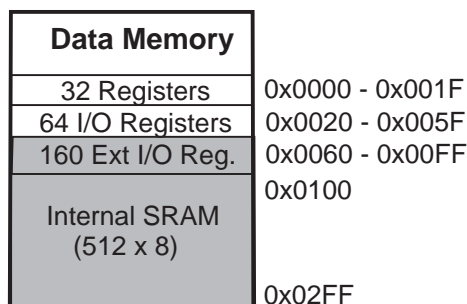 Data Memory
32 Registers 0x0000 - 0x001F
64 I/O Registers 0x0020 - 0x005F
160 Ext I/O Reg. 0x0060 - 0x00FF
0x0100
Internal SRAM
(512 x 8)
0x02FF